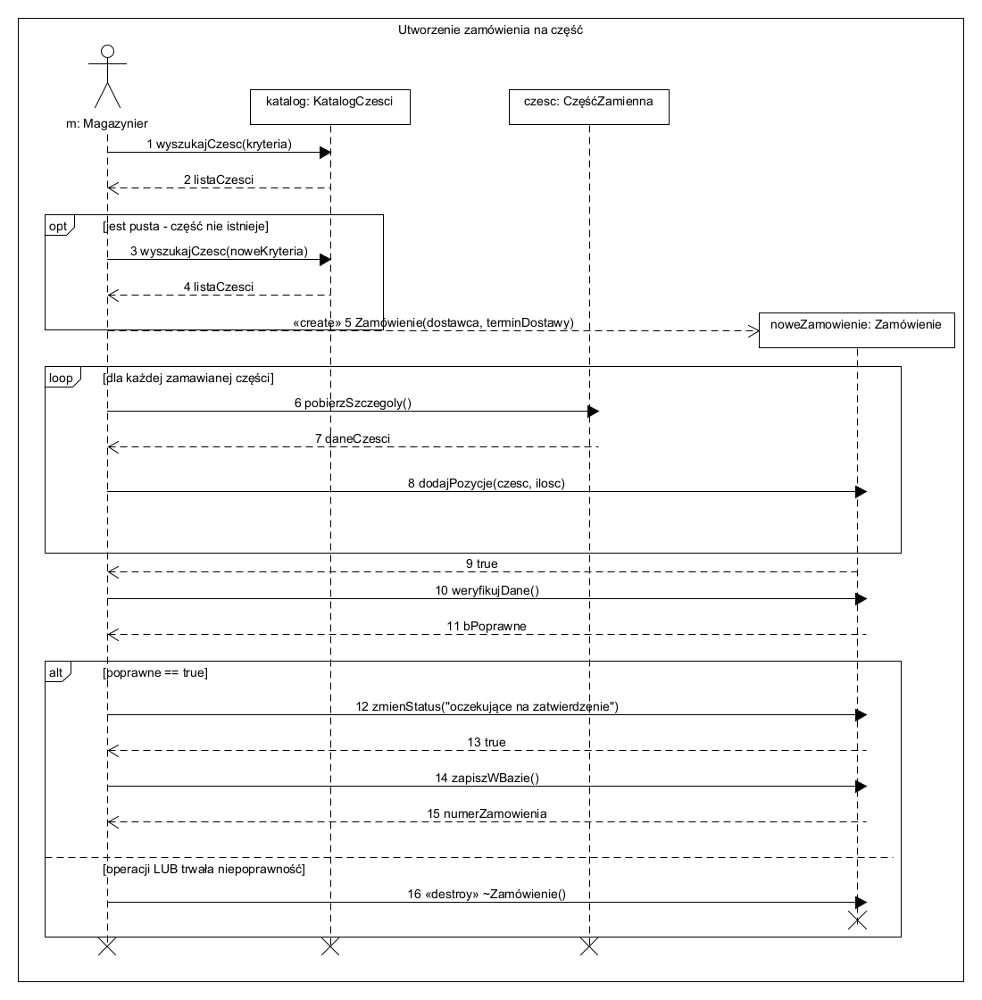 Utworzenie zamówienia na część
m: Magazynier
katalog: KatalogCzesci
czesc: CzęśćZamienna
1 wyszukajCzesc(kryteria)
2 listaCzesci
opt
[jest pusta - część nie istnieje]
3 wyszukajCzesc(noweKryteria)
4 listaCzesci
«create» 5 Zamówienie(dostawca, terminDostawy)
noweZamowienie: Zamówienie
loop
[dla każdej zamawianej części]
6 pobierzSzczegoly()
7 daneCzesci
8 dodajPozycje(czesc, ilosc)
9 true
10 weryfikujDane()
11 bPoprawne
alt
[poprawne == true]
12 zmienStatus("oczekujące na zatwierdzenie")
13 true
14 zapiszWBazie()
15 numerZamowienia
[operacji LUB trwała niepoprawność]
16 «destroy» ~Zamówienie()